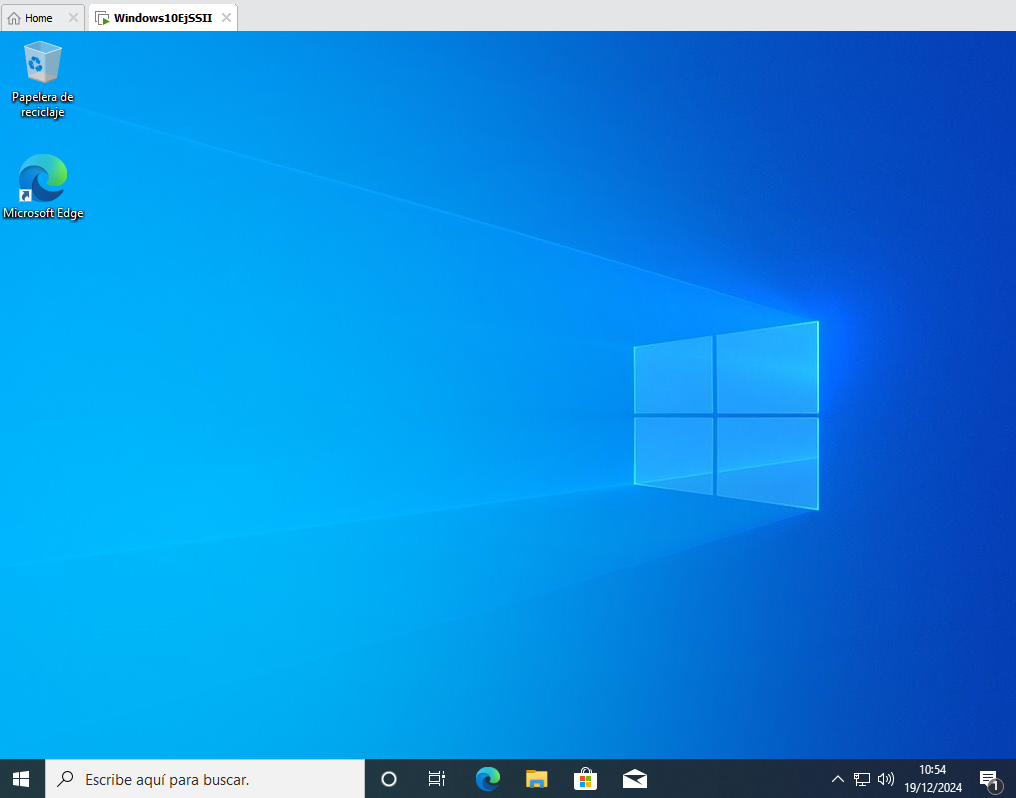 Home
Windows10EjSSII
Papelera de
reciclaje
Microsoft Edge
Escribe aquí para buscar.
10:54
19/12/2024
1